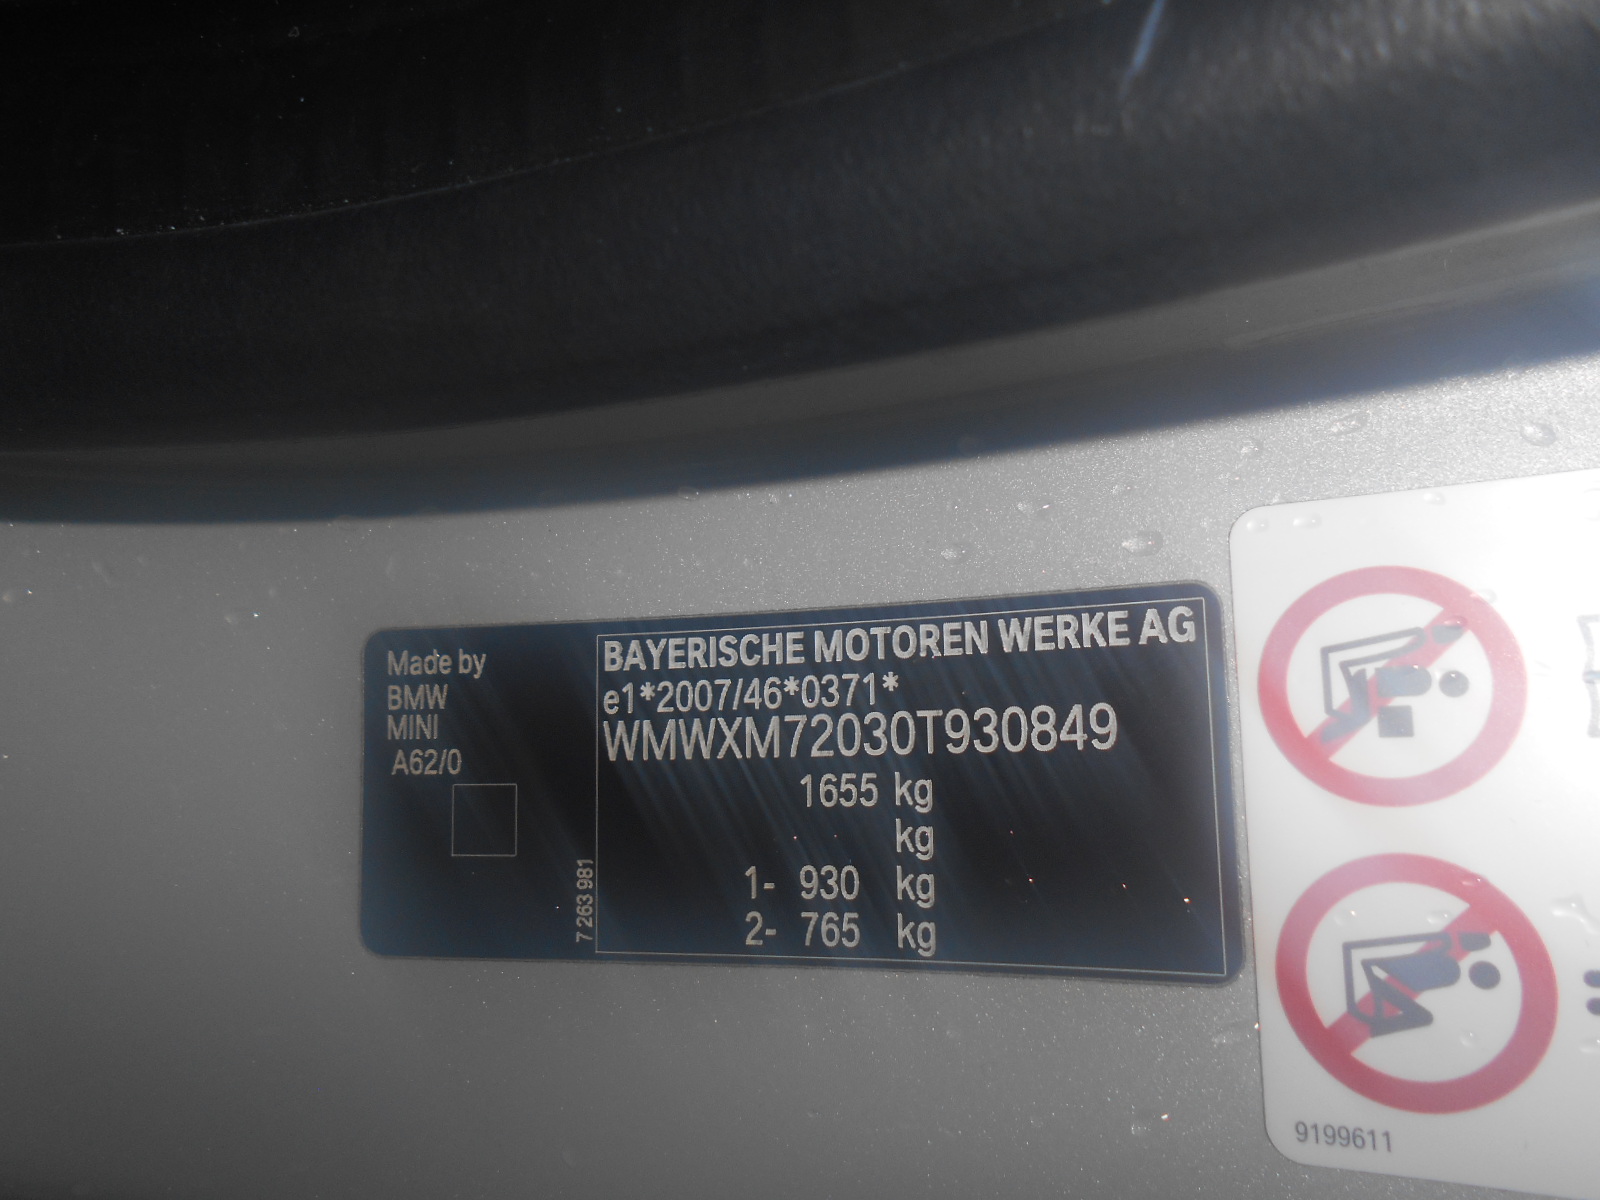 Made by
BMW
MINI
A62/0
7 263 981
BAYERISCHE MOTOREN WERKE AG
e1*2007/46*0371*
WMWXM72030T930849
1655 kg
kg
1- 930 kg
2- 765 kg
9199611